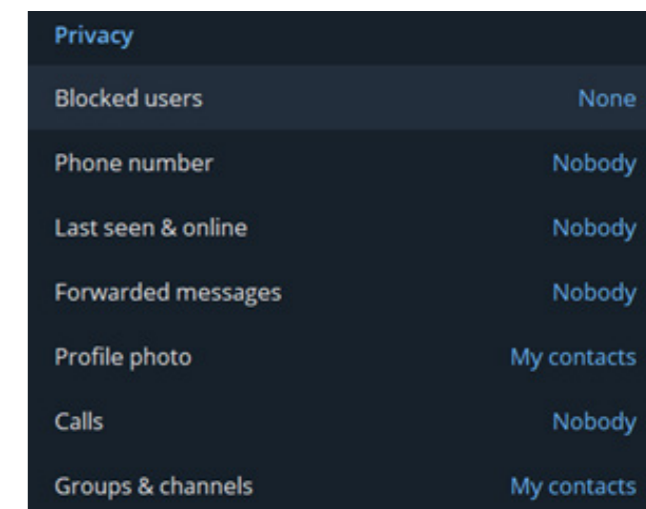 Privacy
Blocked users None
Phone number Nobody
Last seen & online Nobody
Forwarded messages Nobody
Profile photo My contacts
Calls Nobody
Groups & channels My contacts